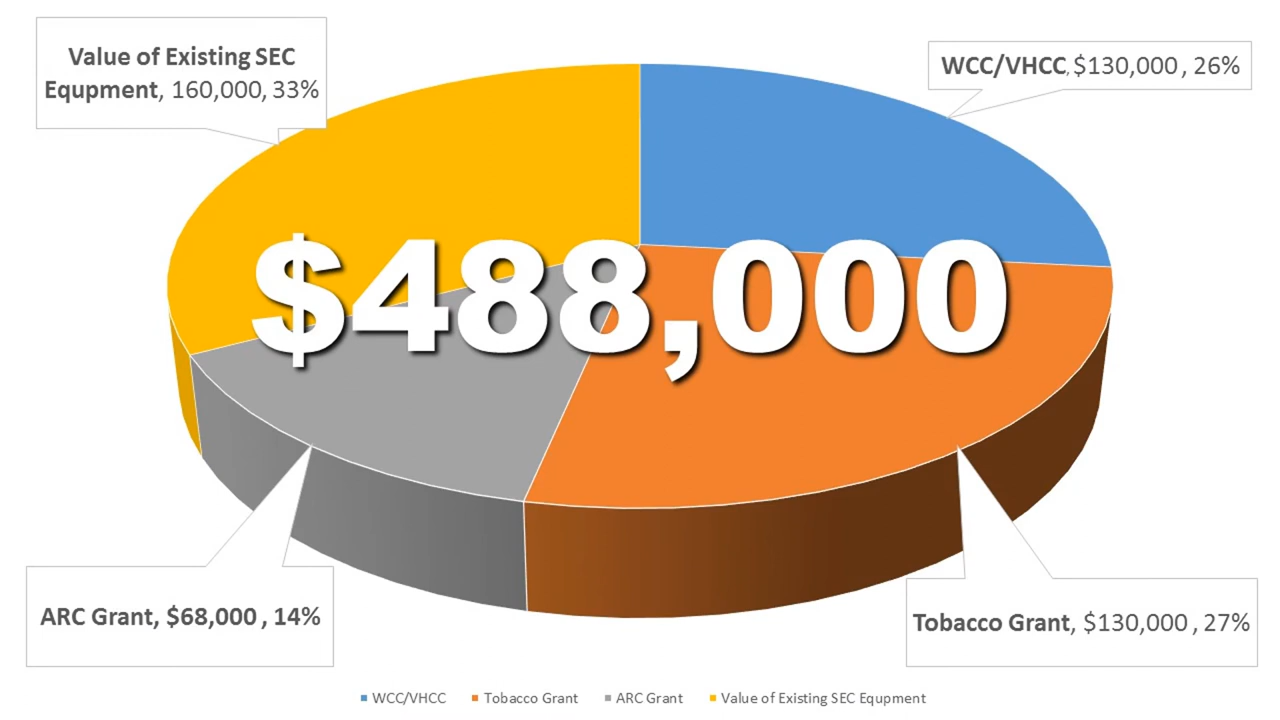 Value of Existing SEC
Equpment, 160,000, 33%
WCC/VHCC, $130,000 , 26%
$488,000
ARC Grant, $68,000 , 14%
Tobacco Grant, $130,000 , 27%
WCC/VHCC Tobacco Grant ARC Grant Value of Existing SEC Equpment